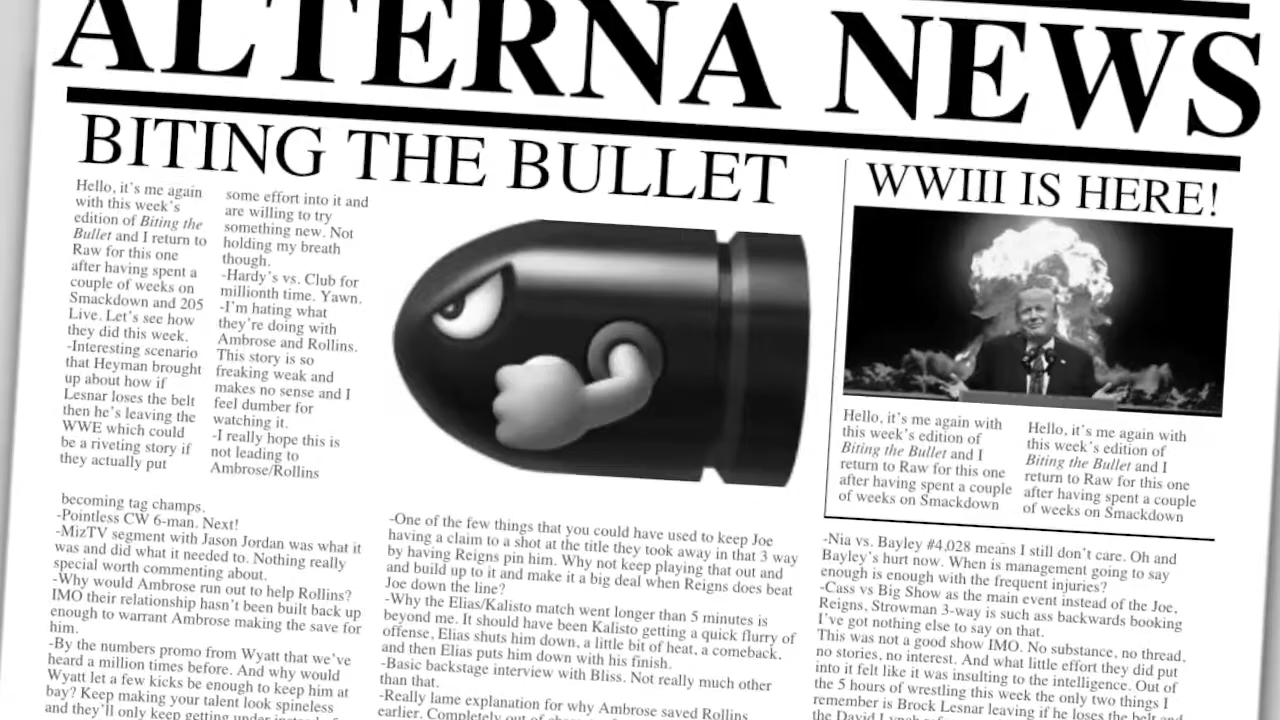 ALTERNA NEWS
BITING THE BULLET
Hello, it's me again
with this week's
edition of Biting the
Bullet and I return to
Raw for this one
after having spent a
couple of weeks on
Smackdown and 205
Live. Let's see how
they did this week.
-Interesting scenario
that Heyman brought
up about how if
Lesnar loses the belt
then he's leaving the
WWE which could
be a riveting story if
they actually put
some effort into it and
are willing to try
something new. Not
holding my breath
though.
-Hardy's vs. Club for
millionth time. Yawn.
-I'm hating what
they're doing with
Ambrose and Rollins.
This story is so
freaking weak and
makes no sense and I
feel dumber for
watching it.
-I really hope this is
not leading to
Ambrose/Rollins
becoming tag champs.
-Pointless CW 6-man. Next!
-MizTV segment with Jason Jordan was what it
was and did what it needed to. Nothing really
special worth commenting about.
-Why would Ambrose run out to help Rollins?
IMO their relationship hasn't been built back up
enough to warrant Ambrose making the save for
him.
-By the numbers promo from Wyatt that we've
heard a million times before. And why would
Wyatt let a few kicks be enough to keep him at
bay? Keep making your talent look spineless
and they'll only keep getting under
-One of the few things that you could have used to keep Joe
having a claim to a shot at the title they took away in that 3 way
by having Reigns pin him. Why not keep playing that out and
and build up to it and make it a big deal when Reigns does beat
Joe down the line?
-Why the Elias/Kalisto match went longer than 5 minutes is
beyond me. It should have been Kalisto getting a quick flurry of
offense, Elias shuts him down, a little bit of heat, a comeback,
and then Elias puts him down with his finish.
-Basic backstage interview with Bliss. Not really much other
than that.
-Really lame explanation for why Ambrose saved Rollins
earlier. Completely out of
WWIII IS HERE!
Hello, it's me again with
this week's edition of
Biting the Bullet and I
return to Raw for this one
after having spent a couple
of weeks on Smackdown
Hello, it's me again with
this week's edition of
Biting the Bullet and I
return to Raw for this one
after having spent a couple
of weeks on Smackdown
-Nia vs. Bayley #4,028 means I still don't care. Oh and
Bayley's hurt now. When is management going to say
enough is enough with the frequent injuries?
-Cass vs Big Show as the main event instead of the Joe,
Reigns, Strowman 3-way is such ass backwards booking
I've got nothing else to say on that.
This was not a good show IMO. No substance, no thread,
no stories, no interest. And what little effort they did put
into it felt like it was insulting to the intelligence. Out of
the 5 hours of wrestling this week the only two things I
remember is Brock Lesnar leaving if he loses the belt and
the David Lynch